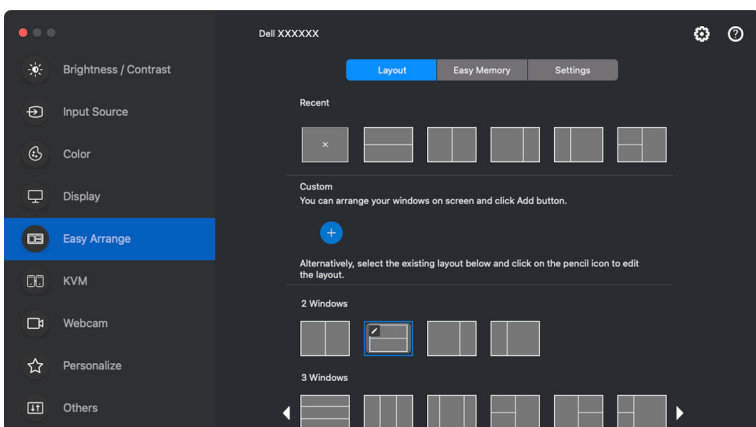 Dell XXXXXX
Brightness / Contrast
Input Source
Color
Display
Easy Arrange
KVM
Webcam
Personalize
Others
Layout
Easy Memory
Settings
Recent
Custom
You can arrange your windows on screen and click Add button.
Alternatively, select the existing layout below and click on the pencil icon to edit
the layout.
2 Windows
3 Windows